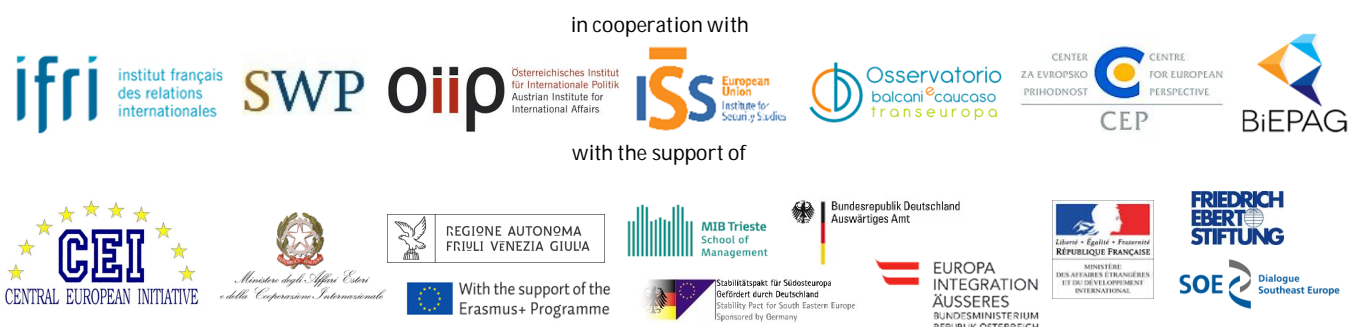 in cooperation with
ifri
institut français
des relations
internationales
SWP
oiip
Österreichisches Institut
für Internationale Politik
Austrian Institute for
International Affairs
ISS
European
Union
Institute for
Security Studies
Osservatorio
balcani e caucaso
transeuropa
CENTER
ZA EVROPSKO
PRIHODNOST
CENTRE
FOR EUROPEAN
PERSPECTIVE
CEP
BiEPAG
with the support of
CEI
CENTRAL EUROPEAN INITIATIVE
Ministero degli Affari Esteri
e della Cooperazione Internazionale
REGIONE AUTONOMA
FRIULI VENEZIA GIULIA
With the support of the
Erasmus+ Programme
MIB Trieste
School of
Management
Stabilitätspakt für Südosteuropa
Gefördert durch Deutschland
Stability Pact for South Eastern Europe
Sponsored by Germany
Bundesrepublik Deutschland
Auswärtiges Amt
EUROPA
INTEGRATION
ÄUSSERES
BUNDESMINISTERIUM
REPUBLIK ÖSTERREICH
Liberté • Égalité • Fraternité
RÉPUBLIQUE FRANÇAISE
MINISTÈRE
DES AFFAIRES ÉTRANGÈRES
ET DU DÉVELOPPEMENT
INTERNATIONAL
FRIEDRICH
EBERT
STIFTUNG
SOE
Dialogue
Southeast Europe